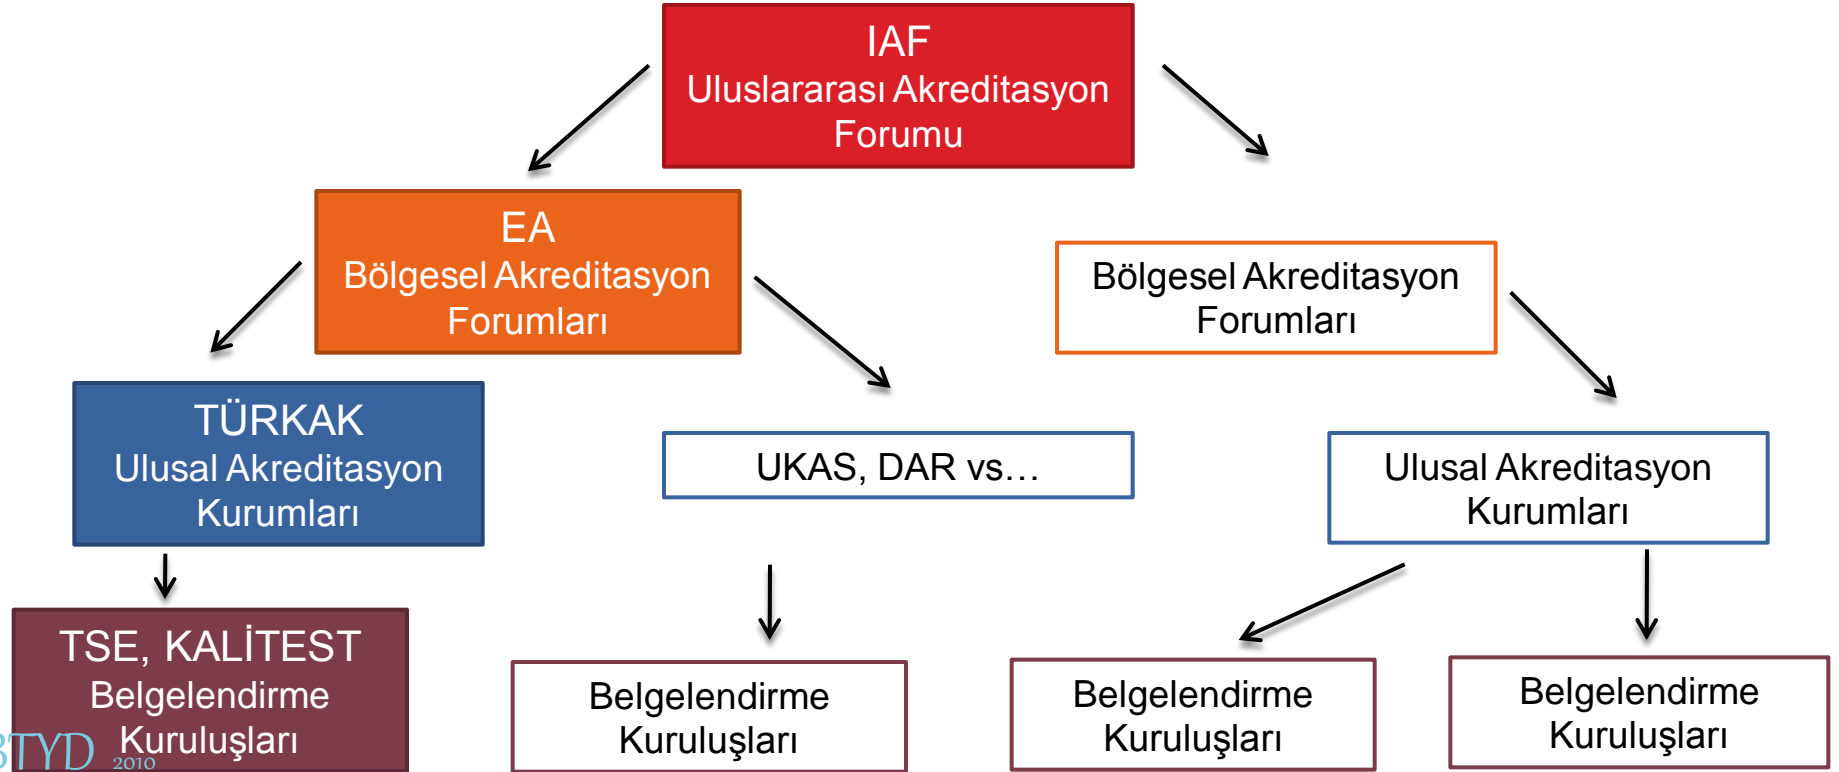 IAF
Uluslararası Akreditasyon
Forumu
EA
Bölgesel Akreditasyon
Forumları
Bölgesel Akreditasyon
Forumları
TÜRKAK
Ulusal Akreditasyon
Kurumları
UKAS, DAR vs…
Ulusal Akreditasyon
Kurumları
TSE, KALİTEST
Belgelendirme
Kuruluşları
Belgelendirme
Kuruluşları
Belgelendirme
Kuruluşları
Belgelendirme
Kuruluşları
BTYD 2010